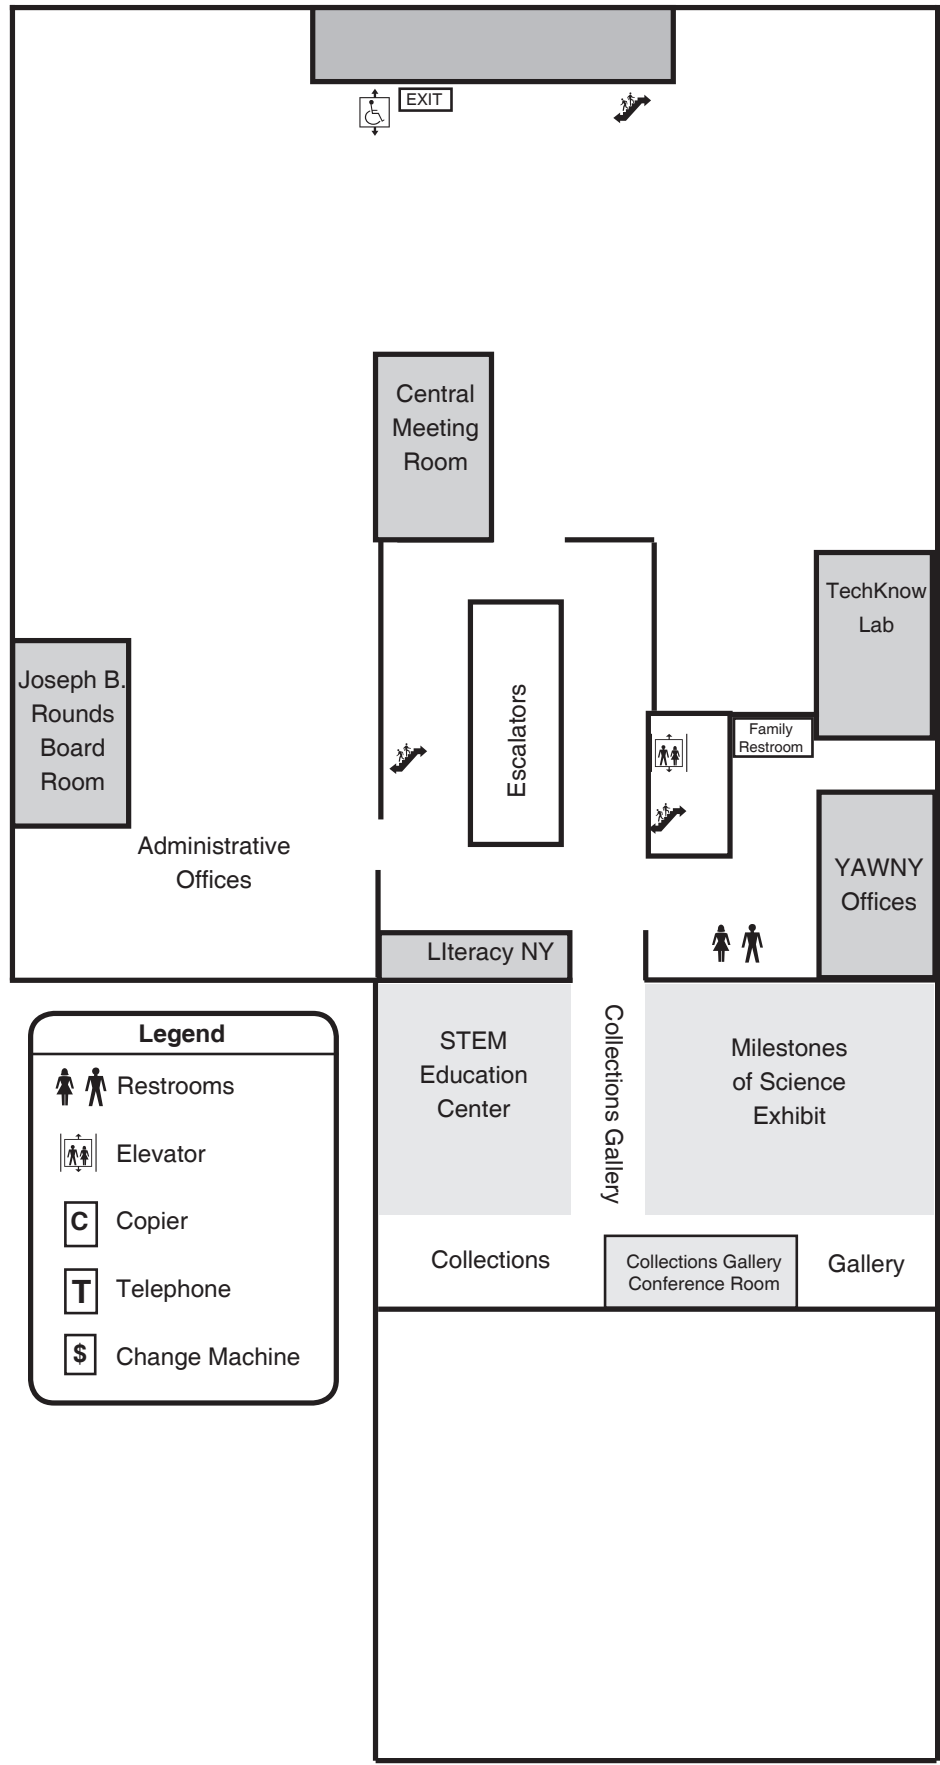 EXIT
Central
Meeting
Room
TechKnow
Lab
Joseph B.
Rounds
Board
Room
Escalators
Family
Restroom
Administrative
Offices
YAWNY
Offices
LIteracy NY
STEM
Education
Center
Collections Gallery
Milestones
of Science
Exhibit
Collections
Collections Gallery
Conference Room
Gallery
Legend
Restrooms
Elevator
C Copier
T Telephone
$ Change Machine